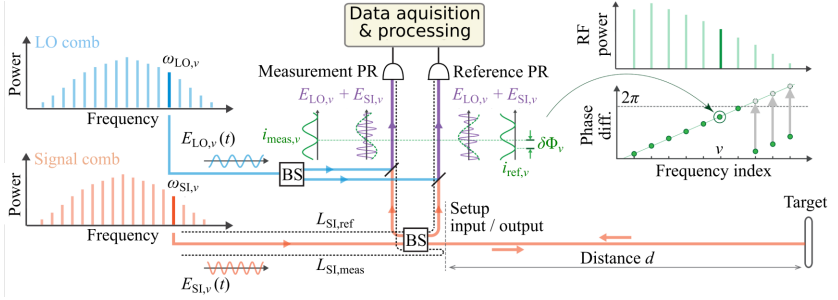 Data aquisition
& processing
LO comb
ω_LO,ν
Power
Frequency
E_LO,ν(t)
Signal comb
ω_SI,ν
Power
Frequency
E_SI,ν(t)
Measurement PR
Reference PR
E_LO,ν + E_SI,ν
E_LO,ν + E_SI,ν
i_meas,ν
δΦ_ν
i_ref,ν
BS
BS
L_SI,ref
L_SI,meas
Setup
input / output
Distance d
Target
RF
power
Phase
diff.
2π
ν
Frequency index